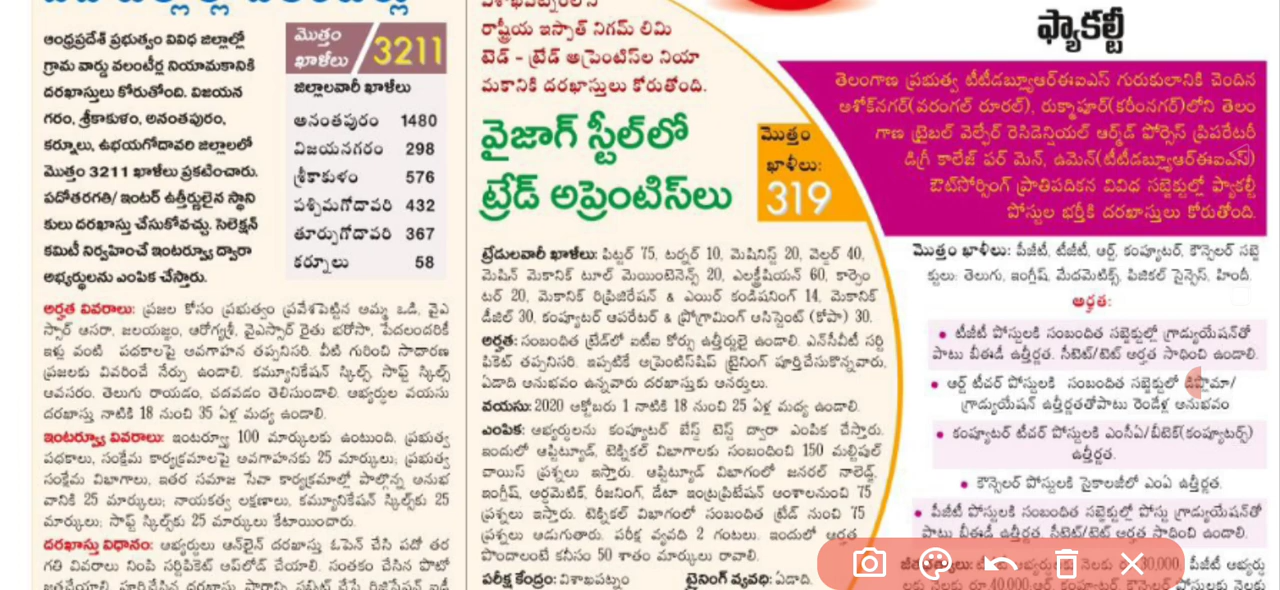 ఆంధ్రప్రదేశ్ ప్రభుత్వం వివిధ జిల్లాల్లో
గ్రామ వార్డు వలంటీర్ల నియామకానికి
దరఖాస్తులు కోరుతోంది. విజయన
గరం, శ్రీకాకుళం, అనంతపురం,
కర్నూలు, ఉభయగోదావరి జిల్లాలలో
మొత్తం 3211 ఖాళీలు ప్రకటించారు.
పదోతరగతి/ ఇంటర్ ఉత్తీర్ణులైన స్థాని
కులు దరఖాస్తు చేసుకోవచ్చు. సెలెక్షన్
కమిటీ నిర్వహించే ఇంటర్వ్యూ ద్వారా
అభ్యర్థులను ఎంపిక చేస్తారు.
మొత్తం
ఖాళీలు 3211
జిల్లాలవారీ ఖాళీలు
అనంతపురం 1480
విజయనగరం 298
శ్రీకాకుళం 576
పశ్చిమగోదావరి 432
తూర్పుగోదావరి 367
కర్నూలు 58
అర్హత వివరాలు: ప్రజల కోసం ప్రభుత్వం ప్రవేశపెట్టిన అమ్మ ఒడి, వైఎ
స్సార్ ఆసరా, జలయజ్ఞం, ఆరోగ్యశ్రీ, వైఎస్సార్ రైతు భరోసా, పేదలందరికీ
ఇళ్లు వంటి పథకాలపై అవగాహన తప్పనిసరి. వీటి గురించి సాధారణ
ప్రజలకు వివరించే నేర్పు ఉండాలి. కమ్యూనికేషన్ స్కిల్స్, సాఫ్ట్ స్కిల్స్
అవసరం. తెలుగు రాయడం, చదవడం తెలిసుండాలి. అభ్యర్థుల వయసు
దరఖాస్తు నాటికి 18 నుంచి 35 ఏళ్ల మధ్య ఉండాలి.
ఇంటర్వ్యూ వివరాలు: ఇంటర్వ్యూ 100 మార్కులకు ఉంటుంది. ప్రభుత్వ
పథకాలు, సంక్షేమ కార్యక్రమాలపై అవగాహనకు 25 మార్కులు; ప్రభుత్వ
సంక్షేమ విభాగాలు, ఇతర సమాజ సేవా కార్యక్రమాల్లో పాల్గొన్న అనుభ
వానికి 25 మార్కులు; నాయకత్వ లక్షణాలు, కమ్యూనికేషన్ స్కిల్స్‌కు 25
మార్కులు; సాఫ్ట్ స్కిల్స్‌కు 25 మార్కులు కేటాయించారు.
దరఖాస్తు విధానం: అభ్యర్థులు ఆన్‌లైన్ దరఖాస్తు ఓపెన్ చేసి పదో తర
గతి వివరాలు నింపి సర్టిఫికెట్ అప్‌లోడ్ చేయాలి. సంతకం చేసిన ఫొటో
రాష్ట్రీయ ఇస్పాత్ నిగమ్ లిమి
టెడ్ - ట్రేడ్ అప్రెంటిస్‌ల నియా
మకానికి దరఖాస్తులు కోరుతోంది.
వైజాగ్ స్టీల్‌లో
ట్రేడ్ అప్రెంటిస్‌లు
మొత్తం
ఖాళీలు:
319
ట్రేడులవారీ ఖాళీలు: ఫిట్టర్ 75, టర్నర్ 10, మెషినిస్ట్ 20, వెల్డర్ 40,
మెషిన్ మెకానిక్ టూల్ మెయింటెనెన్స్ 20, ఎలక్ట్రీషియన్ 60, కార్పెం
టర్ 20, మెకానిక్ రిఫ్రిజిరేషన్ & ఎయిర్ కండిషనింగ్ 14, మెకానిక్
డీజిల్ 30, కంప్యూటర్ ఆపరేటర్ & ప్రోగ్రామింగ్ అసిస్టెంట్ (కోపా) 30.
అర్హత: సంబంధిత ట్రేడ్‌లో ఐటీఐ కోర్సు ఉత్తీర్ణులై ఉండాలి. ఎన్‌సీవీటీ సర్టి
ఫికెట్ తప్పనిసరి. ఇప్పటికే అప్రెంటిస్‌షిప్ ట్రైనింగ్ పూర్తిచేసుకొన్నవారు,
ఏడాది అనుభవం ఉన్నవారు దరఖాస్తుకు అనర్హులు.
వయసు: 2020 అక్టోబరు 1 నాటికి 18 నుంచి 25 ఏళ్ల మధ్య ఉండాలి.
ఎంపిక: అభ్యర్థులను కంప్యూటర్ బేస్డ్ టెస్ట్ ద్వారా ఎంపిక చేస్తారు.
ఇందులో ఆప్టిట్యూడ్, టెక్నికల్ విభాగాలకు సంబంధించి 150 మల్టిపుల్
చాయిస్ ప్రశ్నలు ఇస్తారు. ఆప్టిట్యూడ్ విభాగంలో జనరల్ నాలెడ్జ్,
ఇంగ్లీష్, అర్థమెటిక్, రీజనింగ్, డేటా ఇంట్రప్రిటేషన్ అంశాలనుంచి 75
ప్రశ్నలు ఇస్తారు. టెక్నికల్ విభాగంలో సంబంధిత ట్రేడ్ నుంచి 75
ప్రశ్నలు అడుగుతారు. పరీక్ష వ్యవధి 2 గంటలు. ఇందులో అర్హత
పొందాలంటే కనీసం 50 శాతం మార్కులు రావాలి.
పరీక్ష కేంద్రం: విశాఖపట్నం ట్రైనింగ్ వ్యవధి: ఏడాది.
ఫ్యాకల్టీ
తెలంగాణ ప్రభుత్వ టీటీడబ్ల్యూఆర్ఈఐఎస్ గురుకులానికి చెందిన
అశోక్‌నగర్(వరంగల్ రూరల్), రుక్మాపూర్(కరీంనగర్)లోని తెలం
గాణ ట్రైబల్ వెల్ఫేర్ రెసిడెన్షియల్ ఆర్మ్‌డ్ ఫోర్సెస్ ప్రిపరేటరీ
డిగ్రీ కాలేజ్ ఫర్ మెన్, ఉమెన్(టీటీడబ్ల్యూఆర్ఈఐఎస్)
ఔట్‌సోర్సింగ్ ప్రాతిపదికన వివిధ సబ్జెక్టుల్లో ఫ్యాకల్టీ
పోస్టుల భర్తీకి దరఖాస్తులు కోరుతోంది.
మొత్తం ఖాళీలు: పీజీటీ, టీజీటీ, ఆర్ట్, కంప్యూటర్, కౌన్సెలర్ సబ్జె
క్టులు: తెలుగు, ఇంగ్లీష్, మేథమెటిక్స్, ఫిజికల్ సైన్సెస్, హిందీ.
అర్హత:
• టీజీటీ పోస్టులకి సంబంధిత సబ్జెక్టుల్లో గ్రాడ్యుయేషన్‌తో
పాటు బీఈడీ ఉత్తీర్ణత. సీటెట్/టెట్ అర్హత సాధించి ఉండాలి.
• ఆర్ట్ టీచర్ పోస్టులకి సంబంధిత సబ్జెక్టులో డిప్లొమా/
గ్రాడ్యుయేషన్ ఉత్తీర్ణతతోపాటు రెండేళ్ల అనుభవం
• కంప్యూటర్ టీచర్ పోస్టులకి ఎంసీఏ/బీటెక్(కంప్యూటర్స్)
ఉత్తీర్ణత.
• కౌన్సెలర్ పోస్టులకి సైకాలజీలో ఎంఏ ఉత్తీర్ణత.
• పీజీటీ పోస్టులకి సంబంధిత సబ్జెక్టుల్లో పోస్టు గ్రాడ్యుయేషన్‌తో
పాటు బీఈడీ ఉత్తీర్ణత. సీటెట్/టెట్ అర్హత సాధించి ఉండాలి.
పీజీటీ అభ్యర్థు